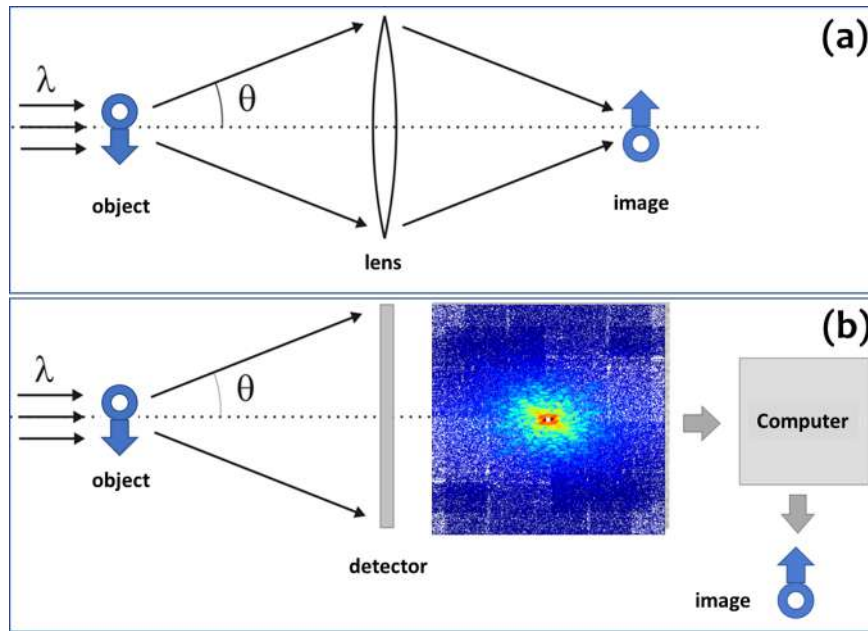 (a)
λ
θ
object
image
lens
(b)
λ
θ
Computer
object
detector
image